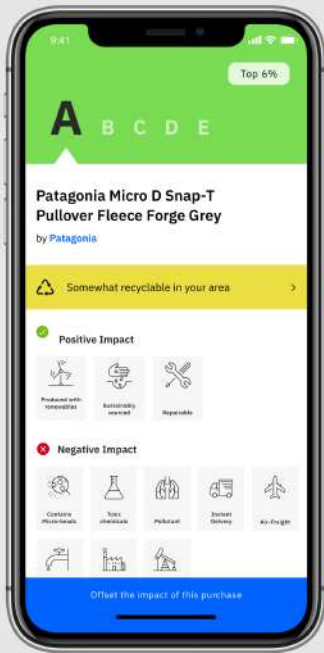 9:41
Top 6%
A B C D E
Patagonia Micro D Snap-T
Pullover Fleece Forge Grey
by Patagonia
Somewhat recyclable in your area
Positive Impact
Produced with
renewables
Sustainably
sourced
Repairable
Negative Impact
Contains
Micro-beads
Toxic
chemicals
Pollutant
Instant
Delivery
Air-Freight
Offset the impact of this purchase